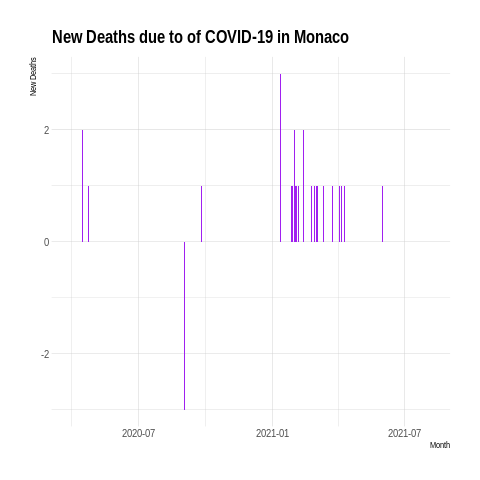 New Deaths due to of COVID-19 in Monaco
New Deaths
2
0
-2
2020-07
2021-01
2021-07
Month